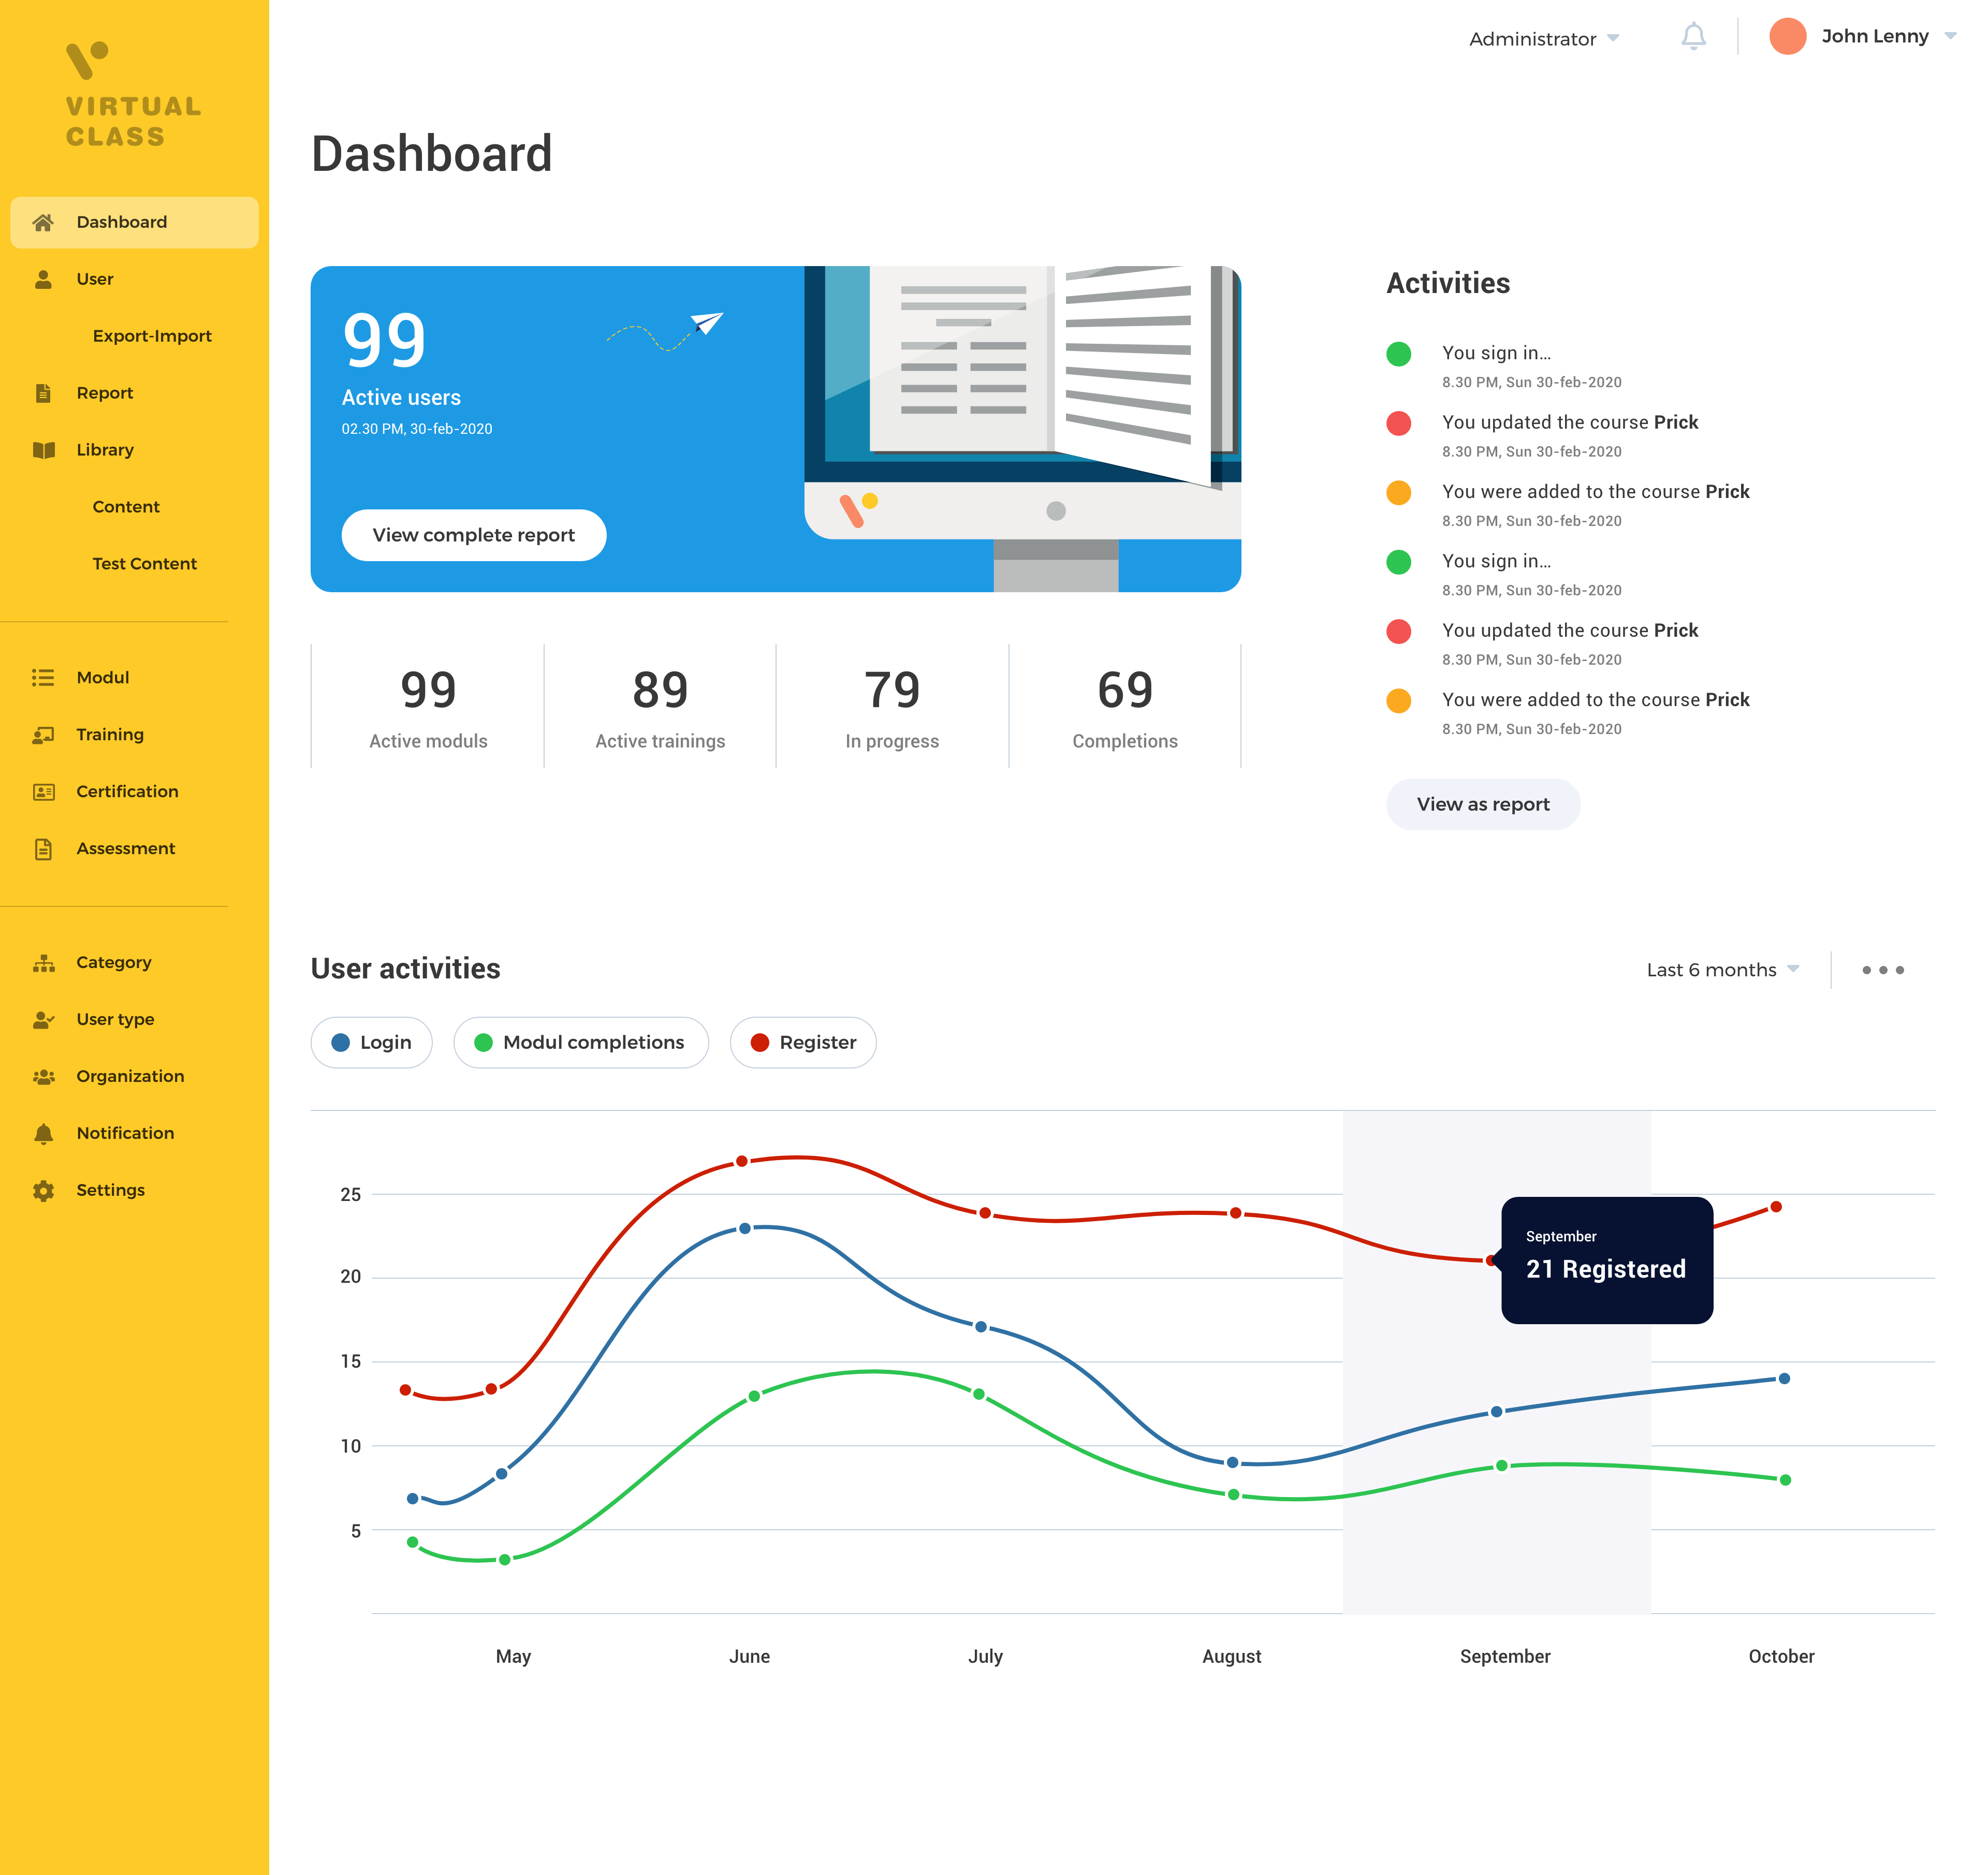 VIRTUAL
CLASS
Dashboard
User
Export-Import
Report
Library
Content
Test Content
Modul
Training
Certification
Assessment
Category
User type
Organization
Notification
Settings
Administrator
John Lenny
Dashboard
99
Active users
02.30 PM, 30-feb-2020
View complete report
99
Active moduls
89
Active trainings
79
In progress
69
Completions
Activities
You sign in...
8.30 PM, Sun 30-feb-2020
You updated the course Prick
8.30 PM, Sun 30-feb-2020
You were added to the course Prick
8.30 PM, Sun 30-feb-2020
You sign in...
8.30 PM, Sun 30-feb-2020
You updated the course Prick
8.30 PM, Sun 30-feb-2020
You were added to the course Prick
8.30 PM, Sun 30-feb-2020
View as report
User activities
Last 6 months
Login
Modul completions
Register
25
20
15
10
5
September
21 Registered
May
June
July
August
September
October